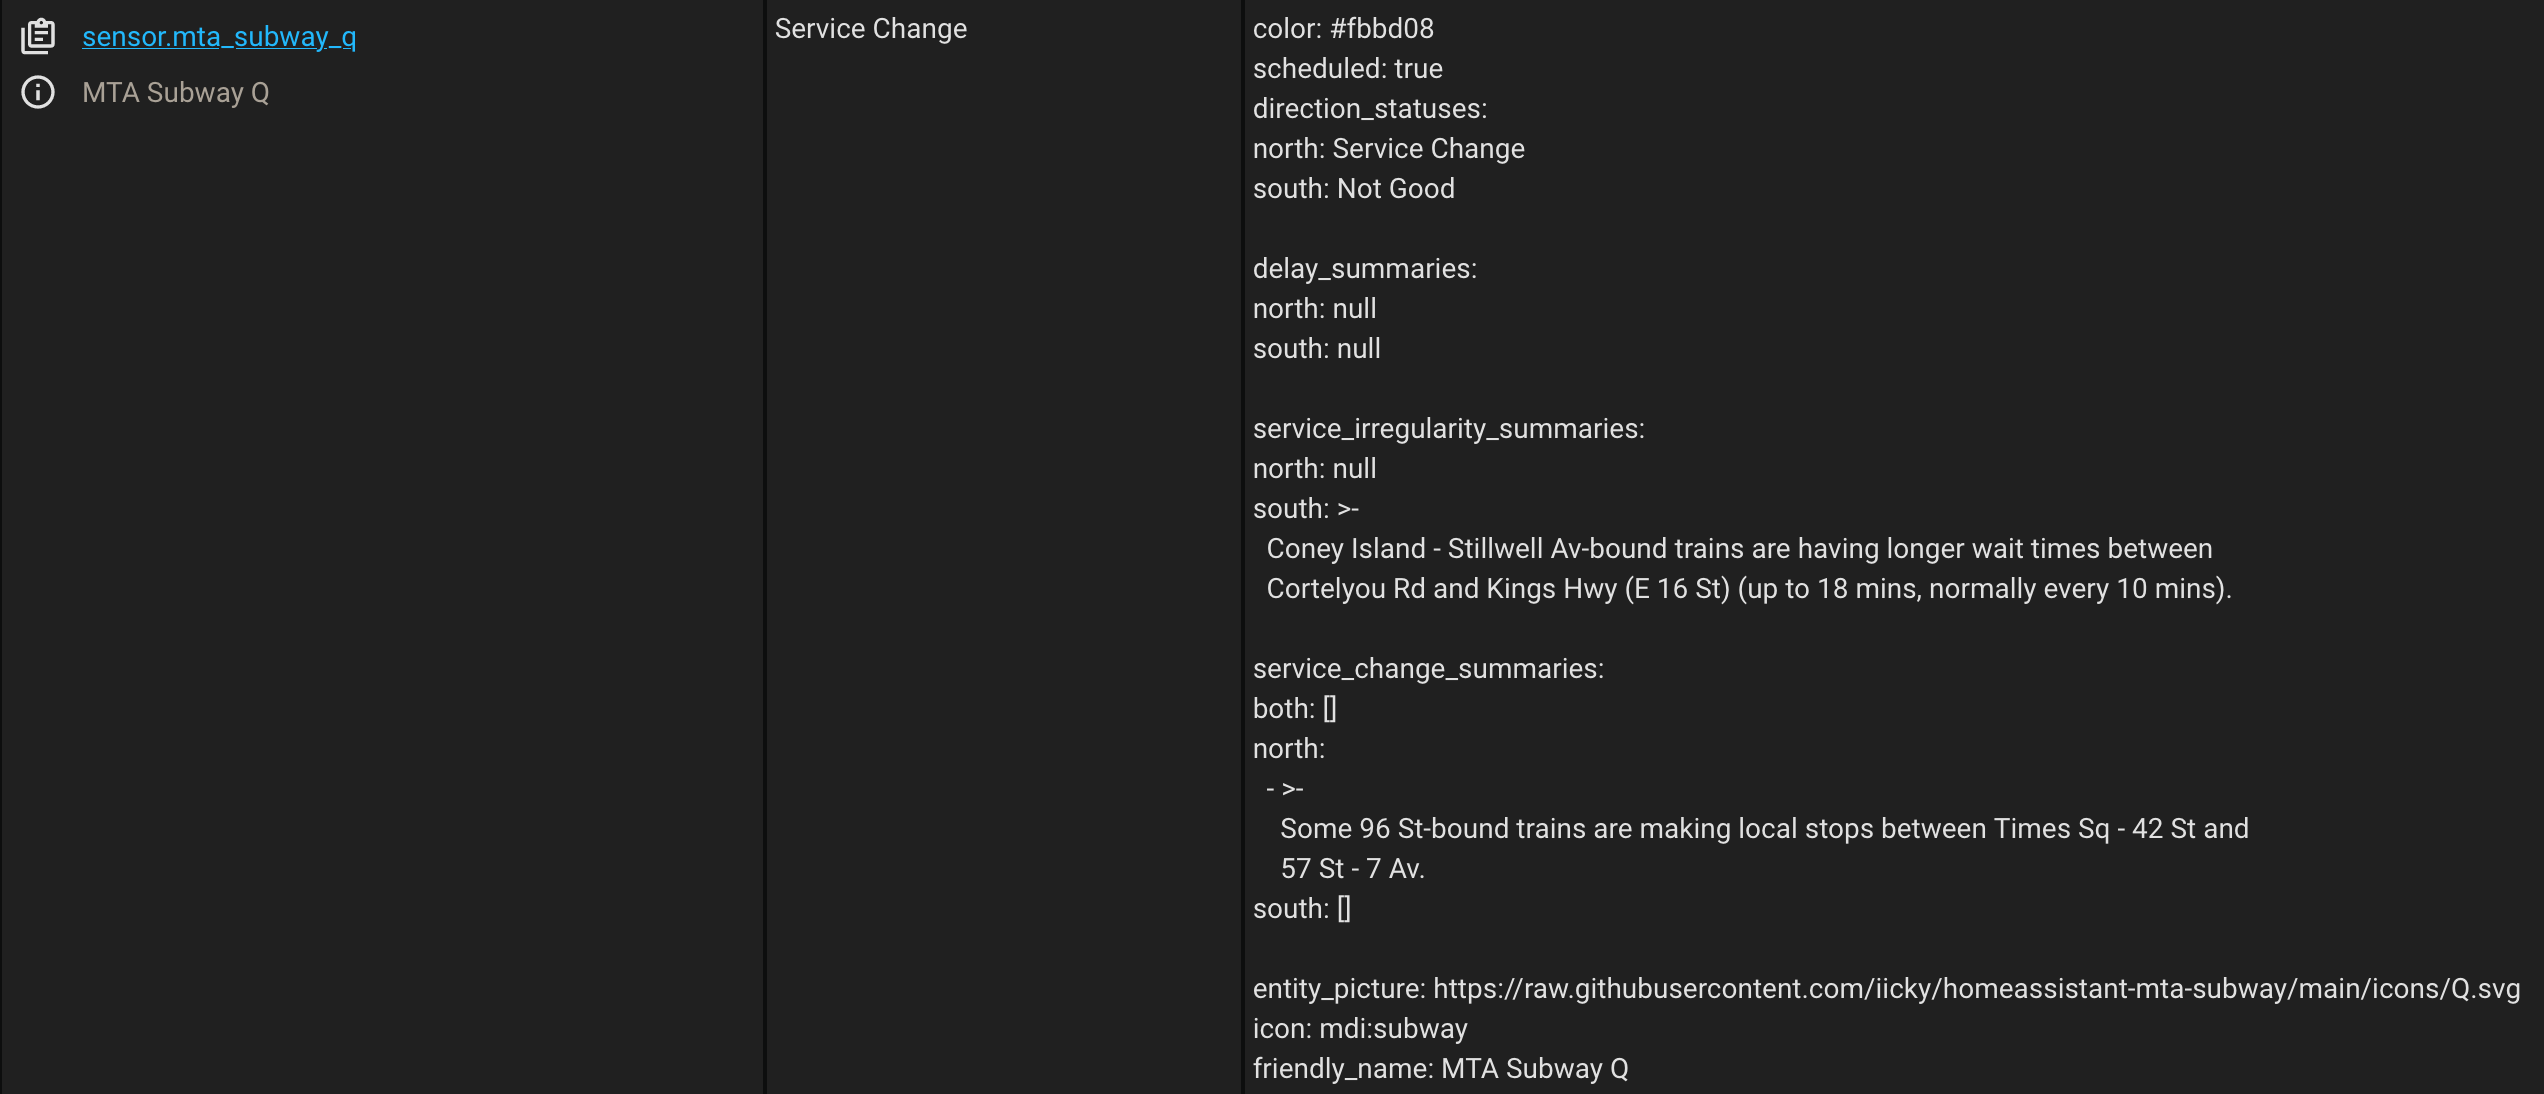 sensor.mta_subway_q
MTA Subway Q
Service Change
color: #fbbd08
scheduled: true
direction_statuses:
north: Service Change
south: Not Good
delay_summaries:
north: null
south: null
service_irregularity_summaries:
north: null
south: >-
Coney Island - Stillwell Av-bound trains are having longer wait times between
Cortelyou Rd and Kings Hwy (E 16 St) (up to 18 mins, normally every 10 mins).
service_change_summaries:
both: []
north:
- >-
Some 96 St-bound trains are making local stops between Times Sq - 42 St and
57 St - 7 Av.
south: []
entity_picture: https://raw.githubusercontent.com/iicky/homeassistant-mta-subway/main/icons/Q.svg
icon: mdi:subway
friendly_name: MTA Subway Q